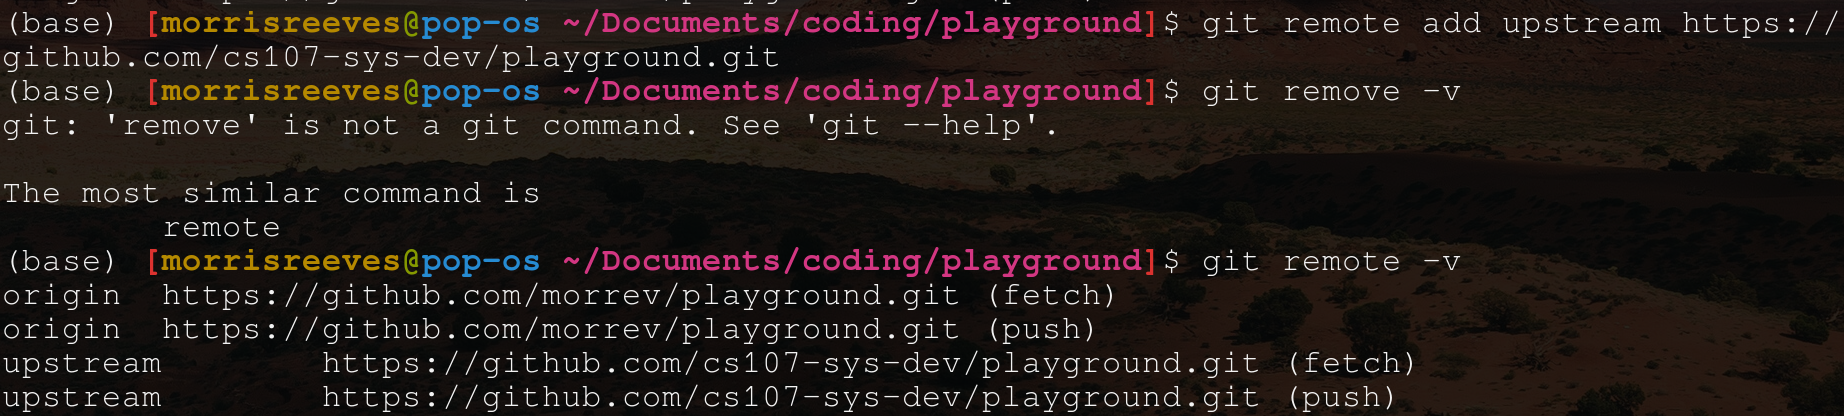 (base) [morrisreeves@pop-os ~/Documents/coding/playground]$ git remote add upstream https://
github.com/cs107-sys-dev/playground.git
(base) [morrisreeves@pop-os ~/Documents/coding/playground]$ git remove -v
git: 'remove' is not a git command. See 'git --help'.
The most similar command is
remote
(base) [morrisreeves@pop-os ~/Documents/coding/playground]$ git remote -v
origin https://github.com/morrev/playground.git (fetch)
origin https://github.com/morrev/playground.git (push)
upstream https://github.com/cs107-sys-dev/playground.git (fetch)
upstream https://github.com/cs107-sys-dev/playground.git (push)